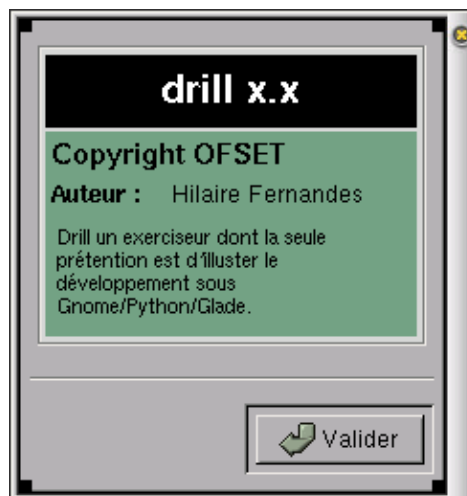 drill x.x
Copyright OFSET
Auteur : Hilaire Fernandes
Drill un exerciseur dont la seule
prétention est d'illuster le
développement sous
Gnome/Python/Glade.
Valider